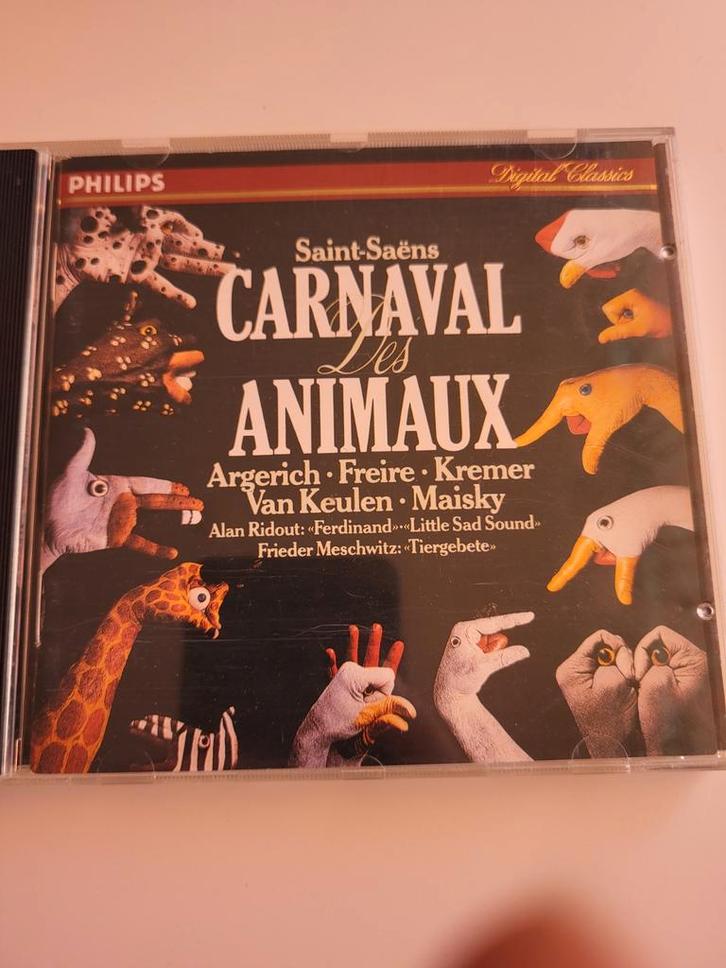 PHILIPS
Digital Classics
Saint-Saëns
CARNAVAL
Des
ANIMAUX
Argerich · Freire · Kremer
Van Keulen · Maisky
Alan Ridout: «Ferdinand»·«Little Sad Sound»
Frieder Meschwitz: «Tiergebete»